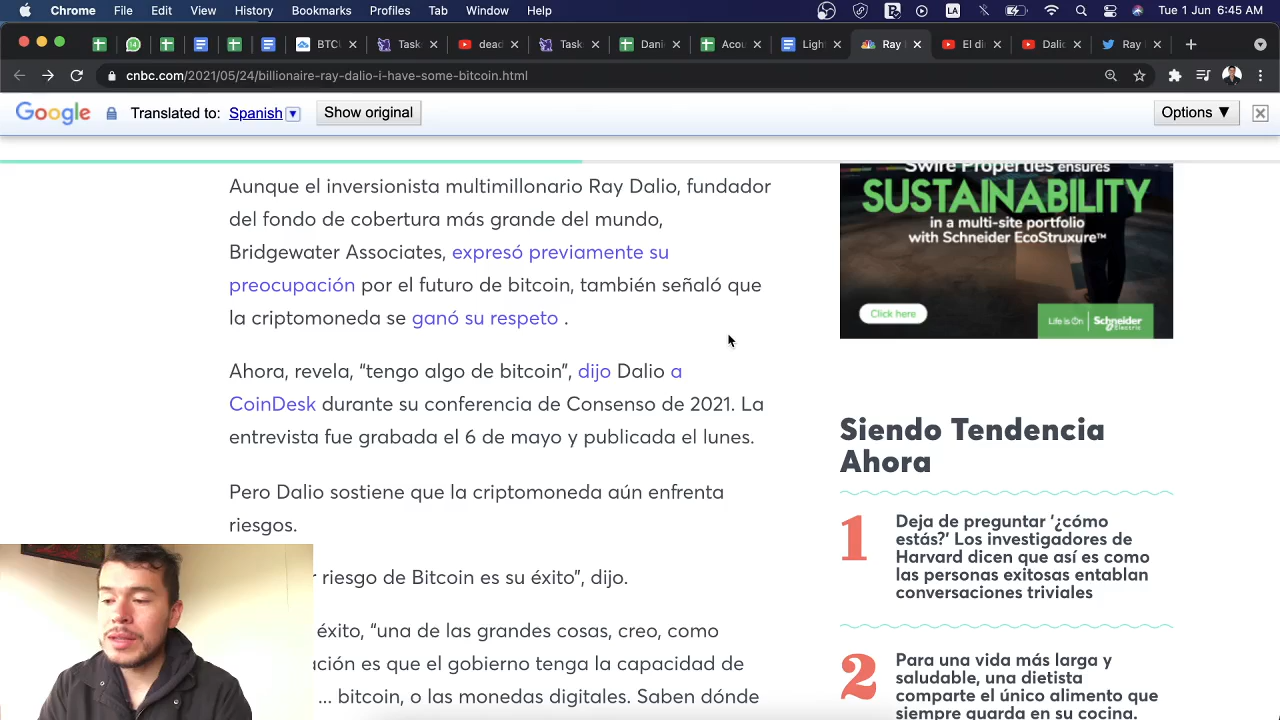 Chrome File Edit View History Bookmarks Profiles Tab Window Help LA Tue 1 Jun 6:45 AM
BTCU Task Dead Task Dani Acou Light Ray El di Dalio Ray
cnbc.com/2021/05/24/billionaire-ray-dalio-i-have-some-bitcoin.html
Google Translated to: Spanish Show original Options ▼
Aunque el inversionista multimillonario Ray Dalio, fundador
del fondo de cobertura más grande del mundo,
Bridgewater Associates, expresó previamente su
preocupación por el futuro de bitcoin, también señaló que
la criptomoneda se ganó su respeto .
Ahora, revela, “tengo algo de bitcoin”, dijo Dalio a
CoinDesk durante su conferencia de Consenso de 2021. La
entrevista fue grabada el 6 de mayo y publicada el lunes.
Pero Dalio sostiene que la criptomoneda aún enfrenta
riesgos.
riesgo de Bitcoin es su éxito”, dijo.
éxito, “una de las grandes cosas, creo, como
es que el gobierno tenga la capacidad de
... bitcoin, o las monedas digitales. Saben dónde
Swire Properties ensures
SUSTAINABILITY
in a multi-site portfolio
with Schneider EcoStruxure™
Click here
Life is On | Schneider Electric
Siendo Tendencia
Ahora
1
Deja de preguntar ‘¿cómo
estás?’ Los investigadores de
Harvard dicen que así es como
las personas exitosas entablan
conversaciones triviales
2
Para una vida más larga y
saludable, una dietista
comparte el único alimento que
siempre guarda en su cocina.